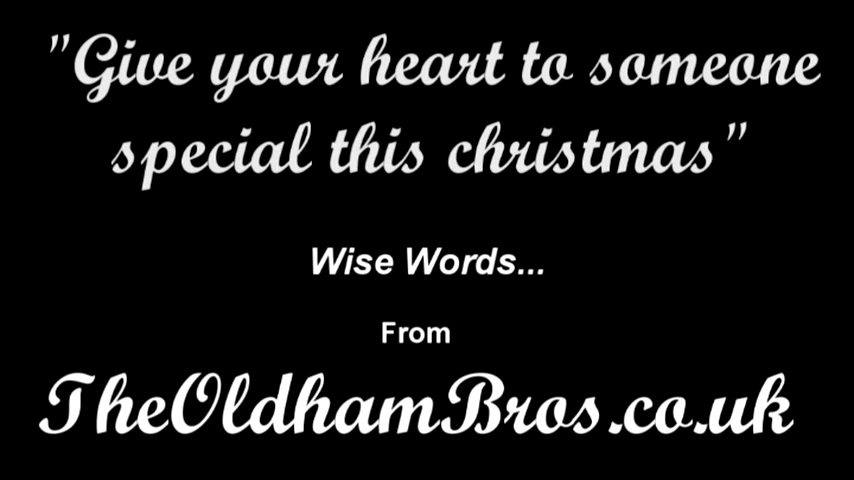 "Give your heart to someone
special this christmas"
Wise Words...
From
TheOldhamBros.co.uk